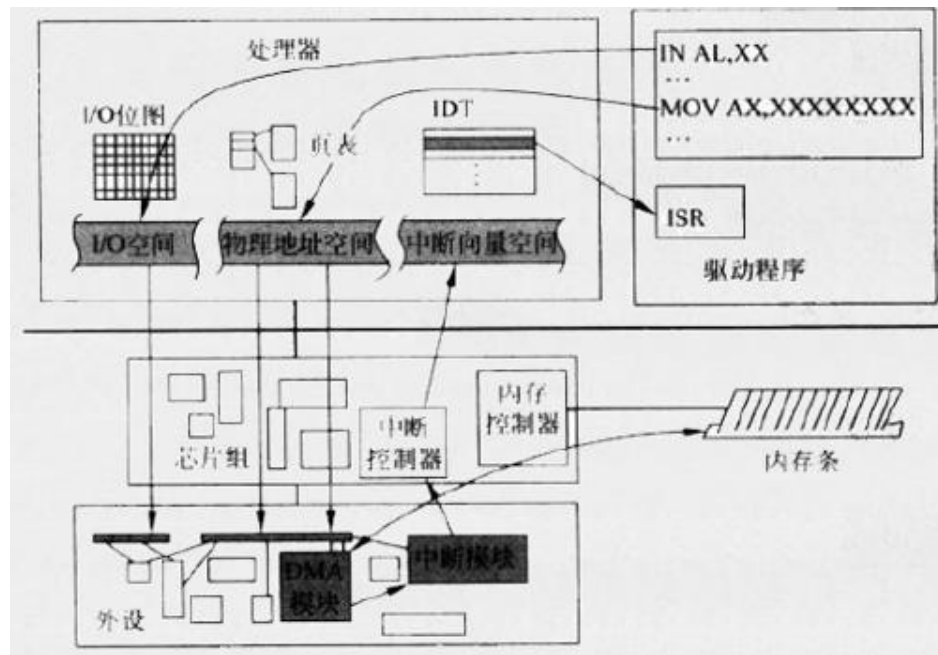 处理器
I/O位图
页表
IDT
IN AL,XX
...
MOV AX,XXXXXXXX
...
ISR
驱动程序
I/O空间
物理地址空间
中断向量空间
芯片组
中断
控制器
内存
控制器
内存条
外设
DMA
模块
中断模块